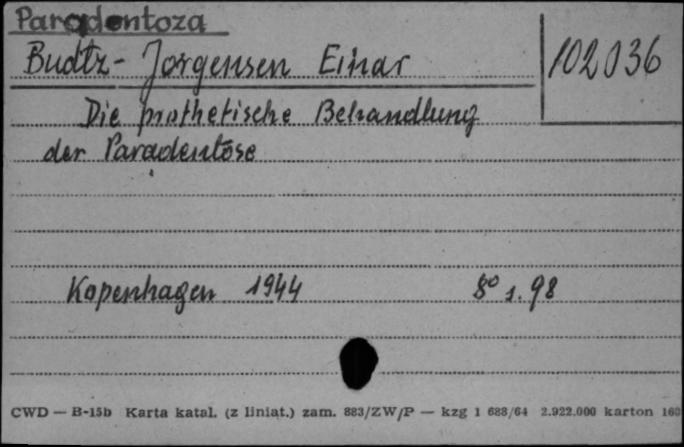 Paradentoza
Budtz-Jorgensen Einar
102036
Die prothetische Behandlung
der Paradentose
Kopenhagen 1944 8° s. 98
CWD — B-15b Karta katal. (z liniat.) zam. 883/ZW/P — kzg 1 688/64 2.922.000 karton 160